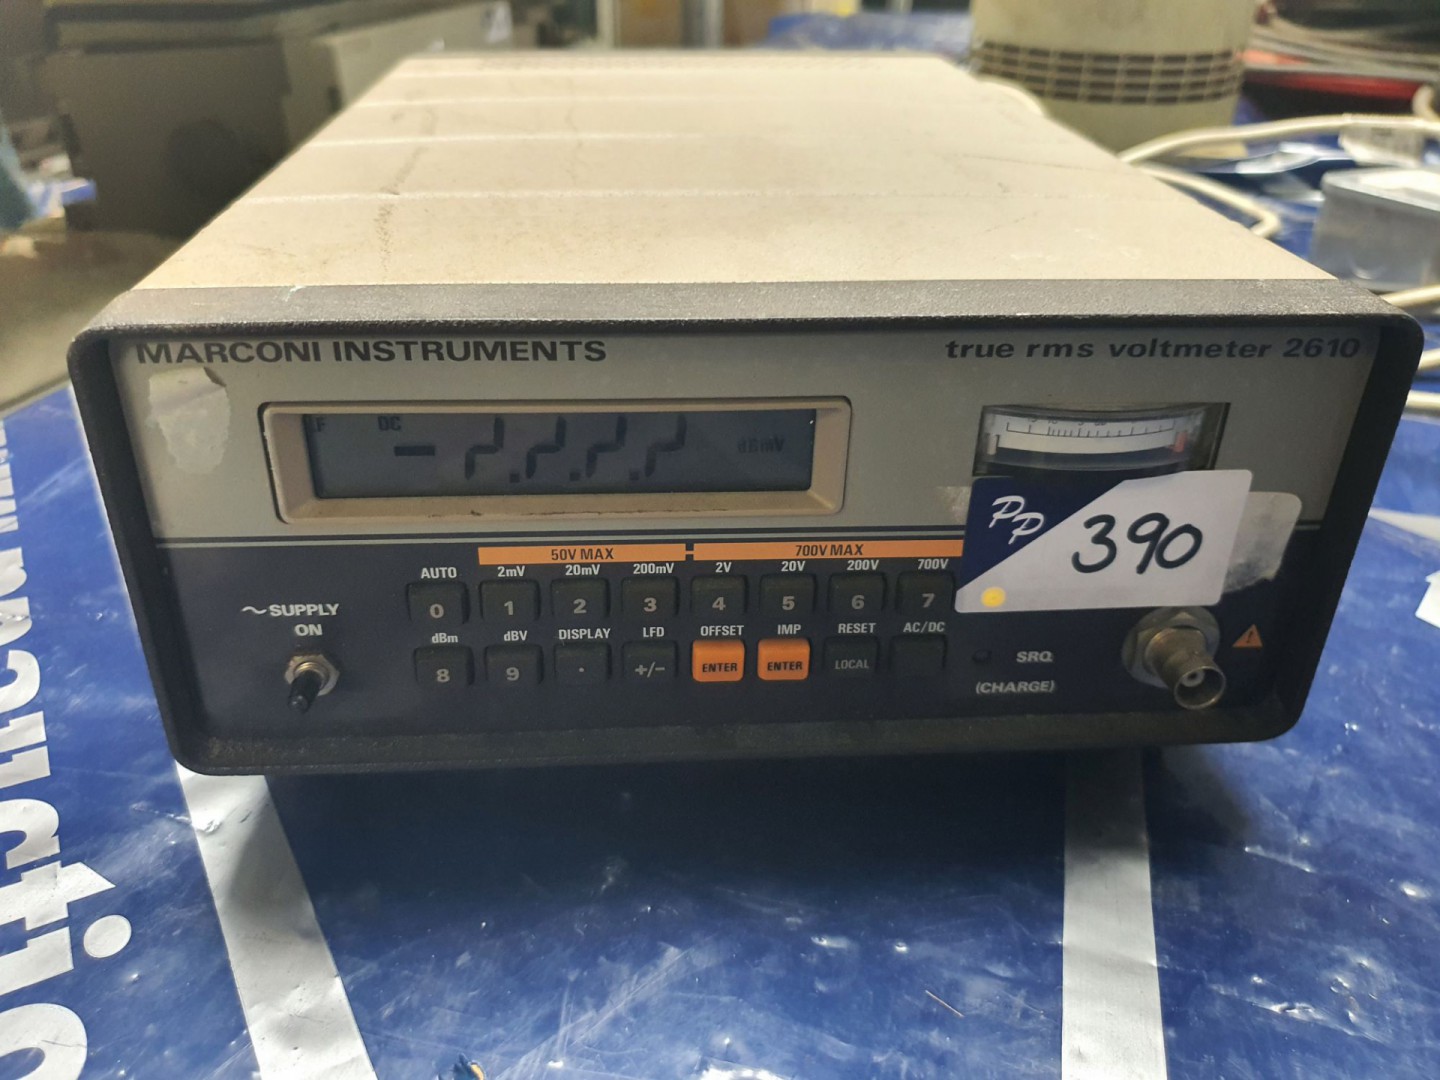 MARCONI INSTRUMENTS
true rms voltmeter 2610
DC
PP
390
50V MAX
700V MAX
AUTO 2mV 20mV 200mV 2V 20V 200V 700V
0 1 2 3 4 5 6 7
~SUPPLY
ON
dBm dBV DISPLAY LFD OFFSET IMP RESET AC/DC
8 9 . +/− ENTER ENTER LOCAL
SRQ
(CHARGE)